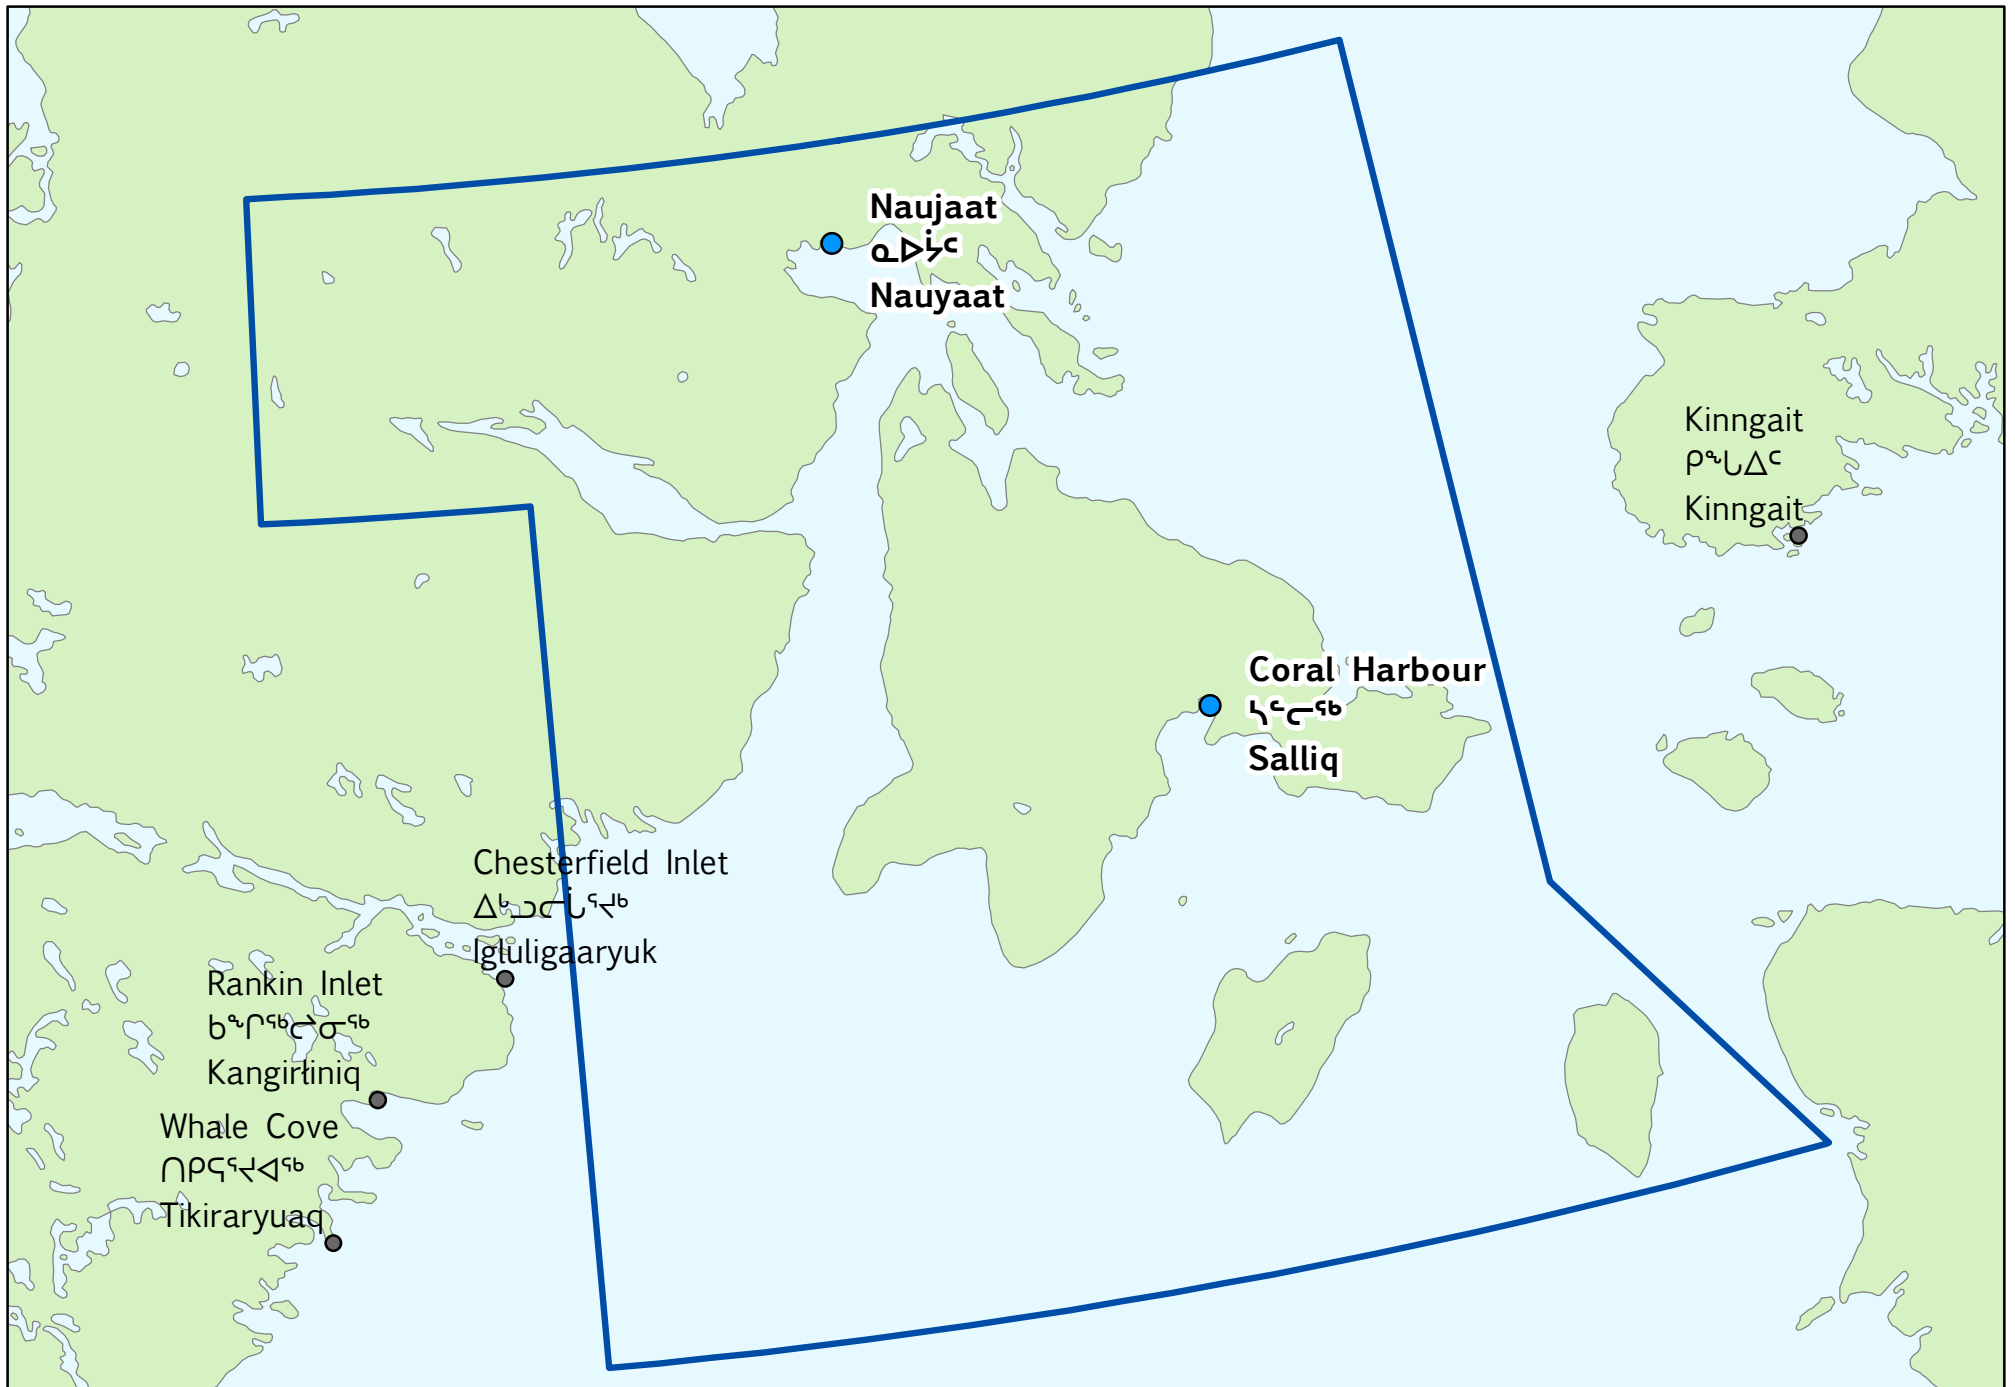 Naujaat
ᓇᐅᔮᑦ
Nauyaat
Kinngait
ᑭᙵᐃᑦ
Kinngait
Coral Harbour
ᓴᓪᓕᖅ
Salliq
Chesterfield Inlet
ᐃᒡᓗᓕᒑᕐᔪᒃ
Igluligaaryuk
Rankin Inlet
ᑲᖏᖅᖠᓂᖅ
Kangirłiniq
Whale Cove
ᑎᑭᕋᕐᔪᐊᖅ
Tikiraryuaq